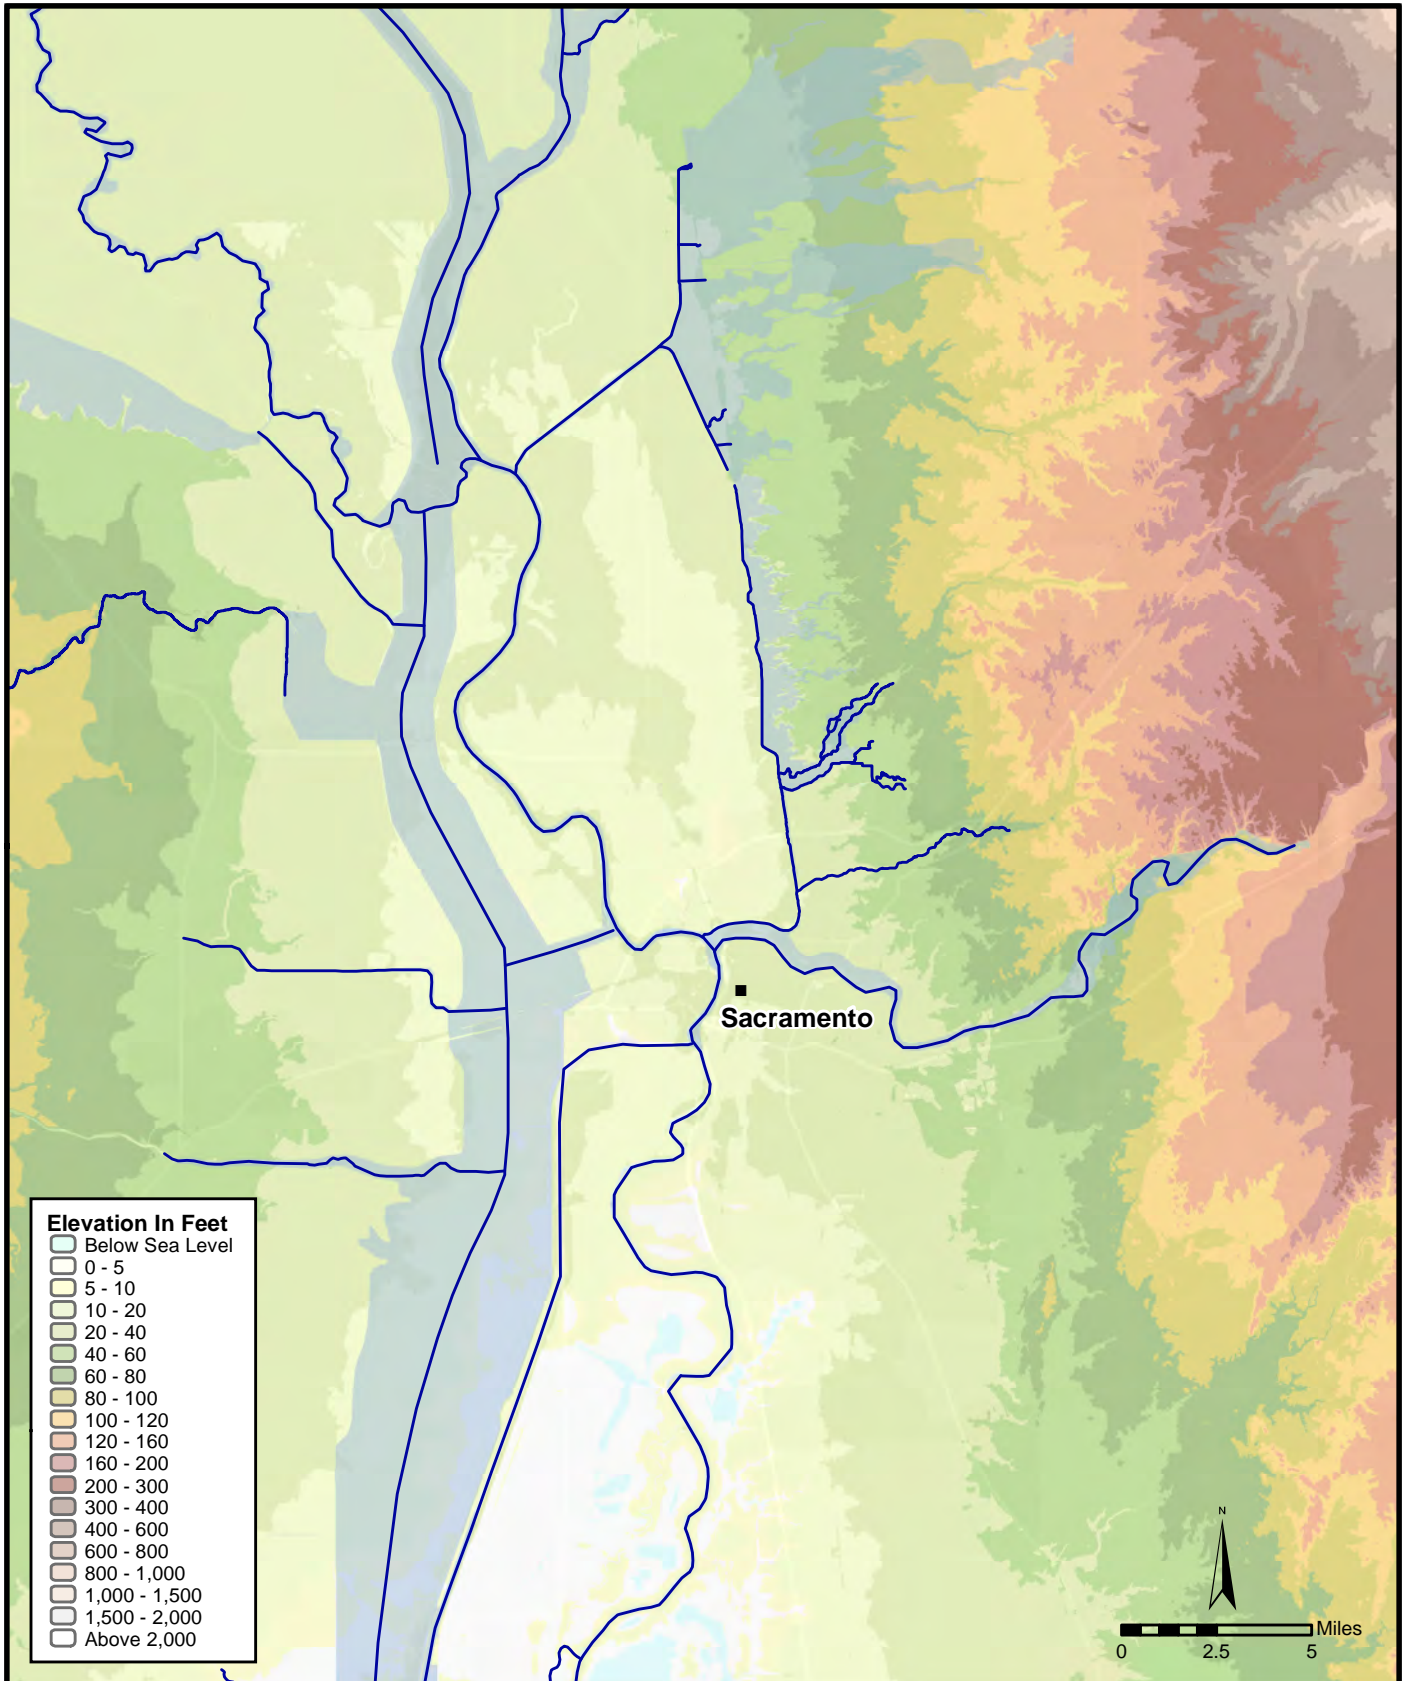 Sacramento
Elevation In Feet
Below Sea Level
0 - 5
5 - 10
10 - 20
20 - 40
40 - 60
60 - 80
80 - 100
100 - 120
120 - 160
160 - 200
200 - 300
300 - 400
400 - 600
600 - 800
800 - 1,000
1,000 - 1,500
1,500 - 2,000
Above 2,000
N
Miles
0 2.5 5